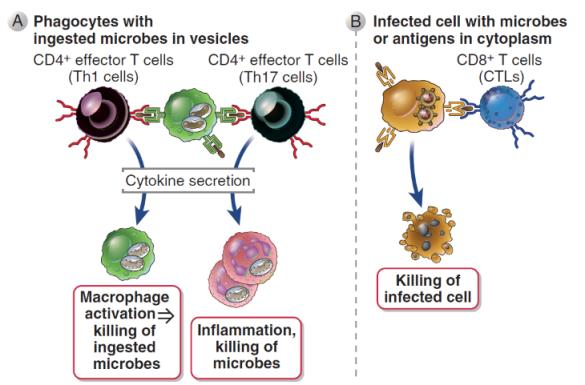 A Phagocytes with
ingested microbes in vesicles
CD4+ effector T cells
(Th1 cells)
CD4+ effector T cells
(Th17 cells)
Cytokine secretion
Macrophage
activation⇒
killing of
ingested
microbes
Inflammation,
killing of
microbes
B Infected cell with microbes
or antigens in cytoplasm
CD8+ T cells
(CTLs)
Killing of
infected cell